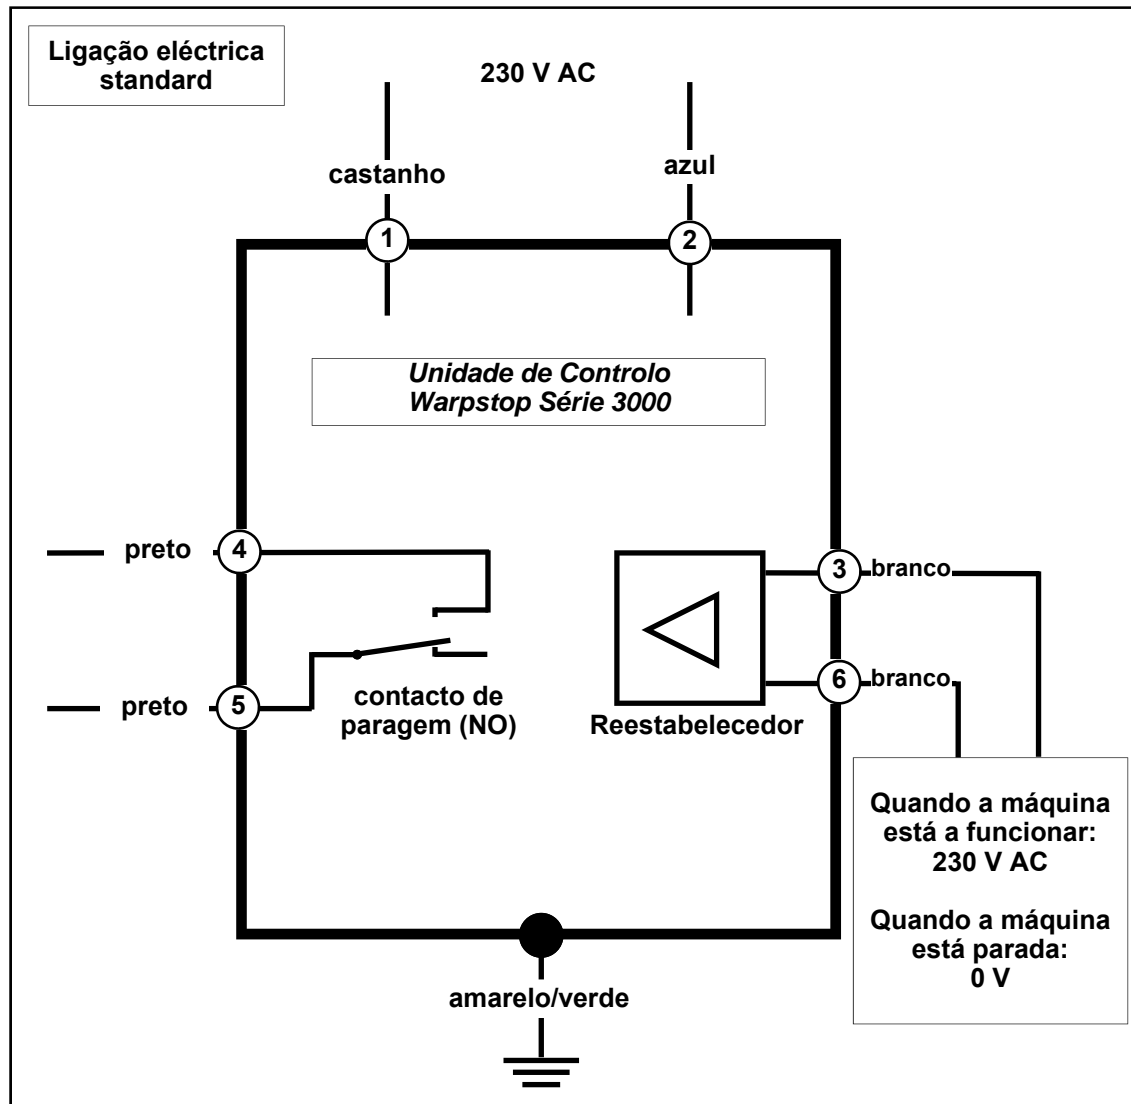 Ligação eléctrica
standard
230 V AC
castanho
azul
1
2
Unidade de Controlo
Warpstop Série 3000
preto
4
3
branco
preto
5
contacto de
paragem (NO)
Reestabelecedor
6
branco
Quando a máquina
está a funcionar:
230 V AC
Quando a máquina
está parada:
0 V
amarelo/verde